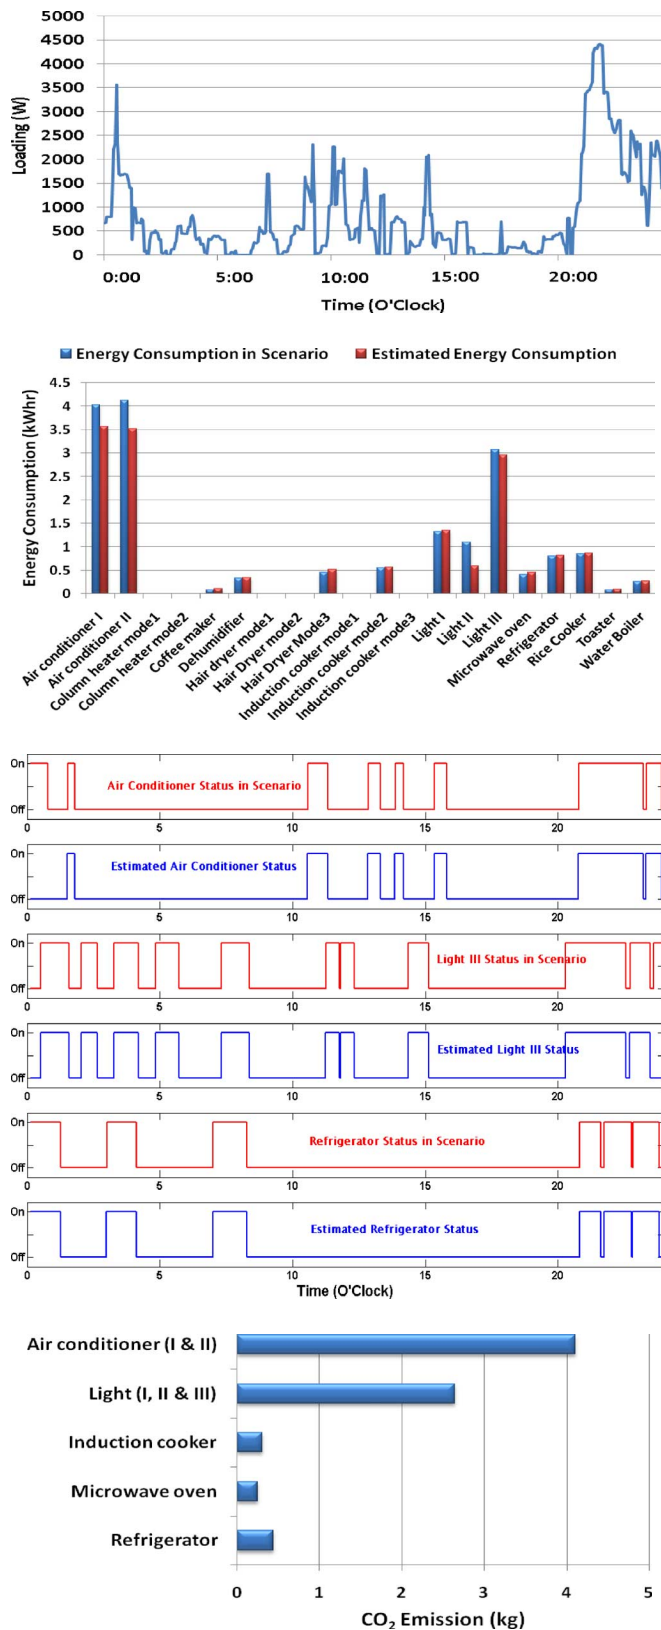 5000
4500
4000
3500
3000
2500
2000
1500
1000
500
0
Loading (W)
0:00 5:00 10:00 15:00 20:00
Time (O'Clock)
Energy Consumption in Scenario Estimated Energy Consumption
4.5
4
3.5
3
2.5
2
1.5
1
0.5
0
Energy Consumption (kWhr)
Air conditioner I
Air conditioner II
Column heater mode1
Column heater mode2
Coffee maker
Dehumidifier
Hair dryer mode1
Hair Dryer mode2
Hair Dryer Mode3
Induction cooker mode1
Induction cooker mode2
Induction cooker mode3
Light I
Light II
Light III
Microwave oven
Refrigerator
Rice Cooker
Toaster
Water Boiler
On
Air Conditioner Status in Scenario
Off
0 5 10 15 20
On
Estimated Air Conditioner Status
Off
0 5 10 15 20
On
Light III Status in Scenario
Off
0 5 10 15 20
On
Estimated Light III Status
Off
0 5 10 15 20
On
Refrigerator Status in Scenario
Off
0 5 10 15 20
On
Estimated Refrigerator Status
Off
0 5 10 15 20
Time (O'Clock)
Air conditioner (I & II)
Light (I, II & III)
Induction cooker
Microwave oven
Refrigerator
0 1 2 3 4 5
CO₂ Emission (kg)